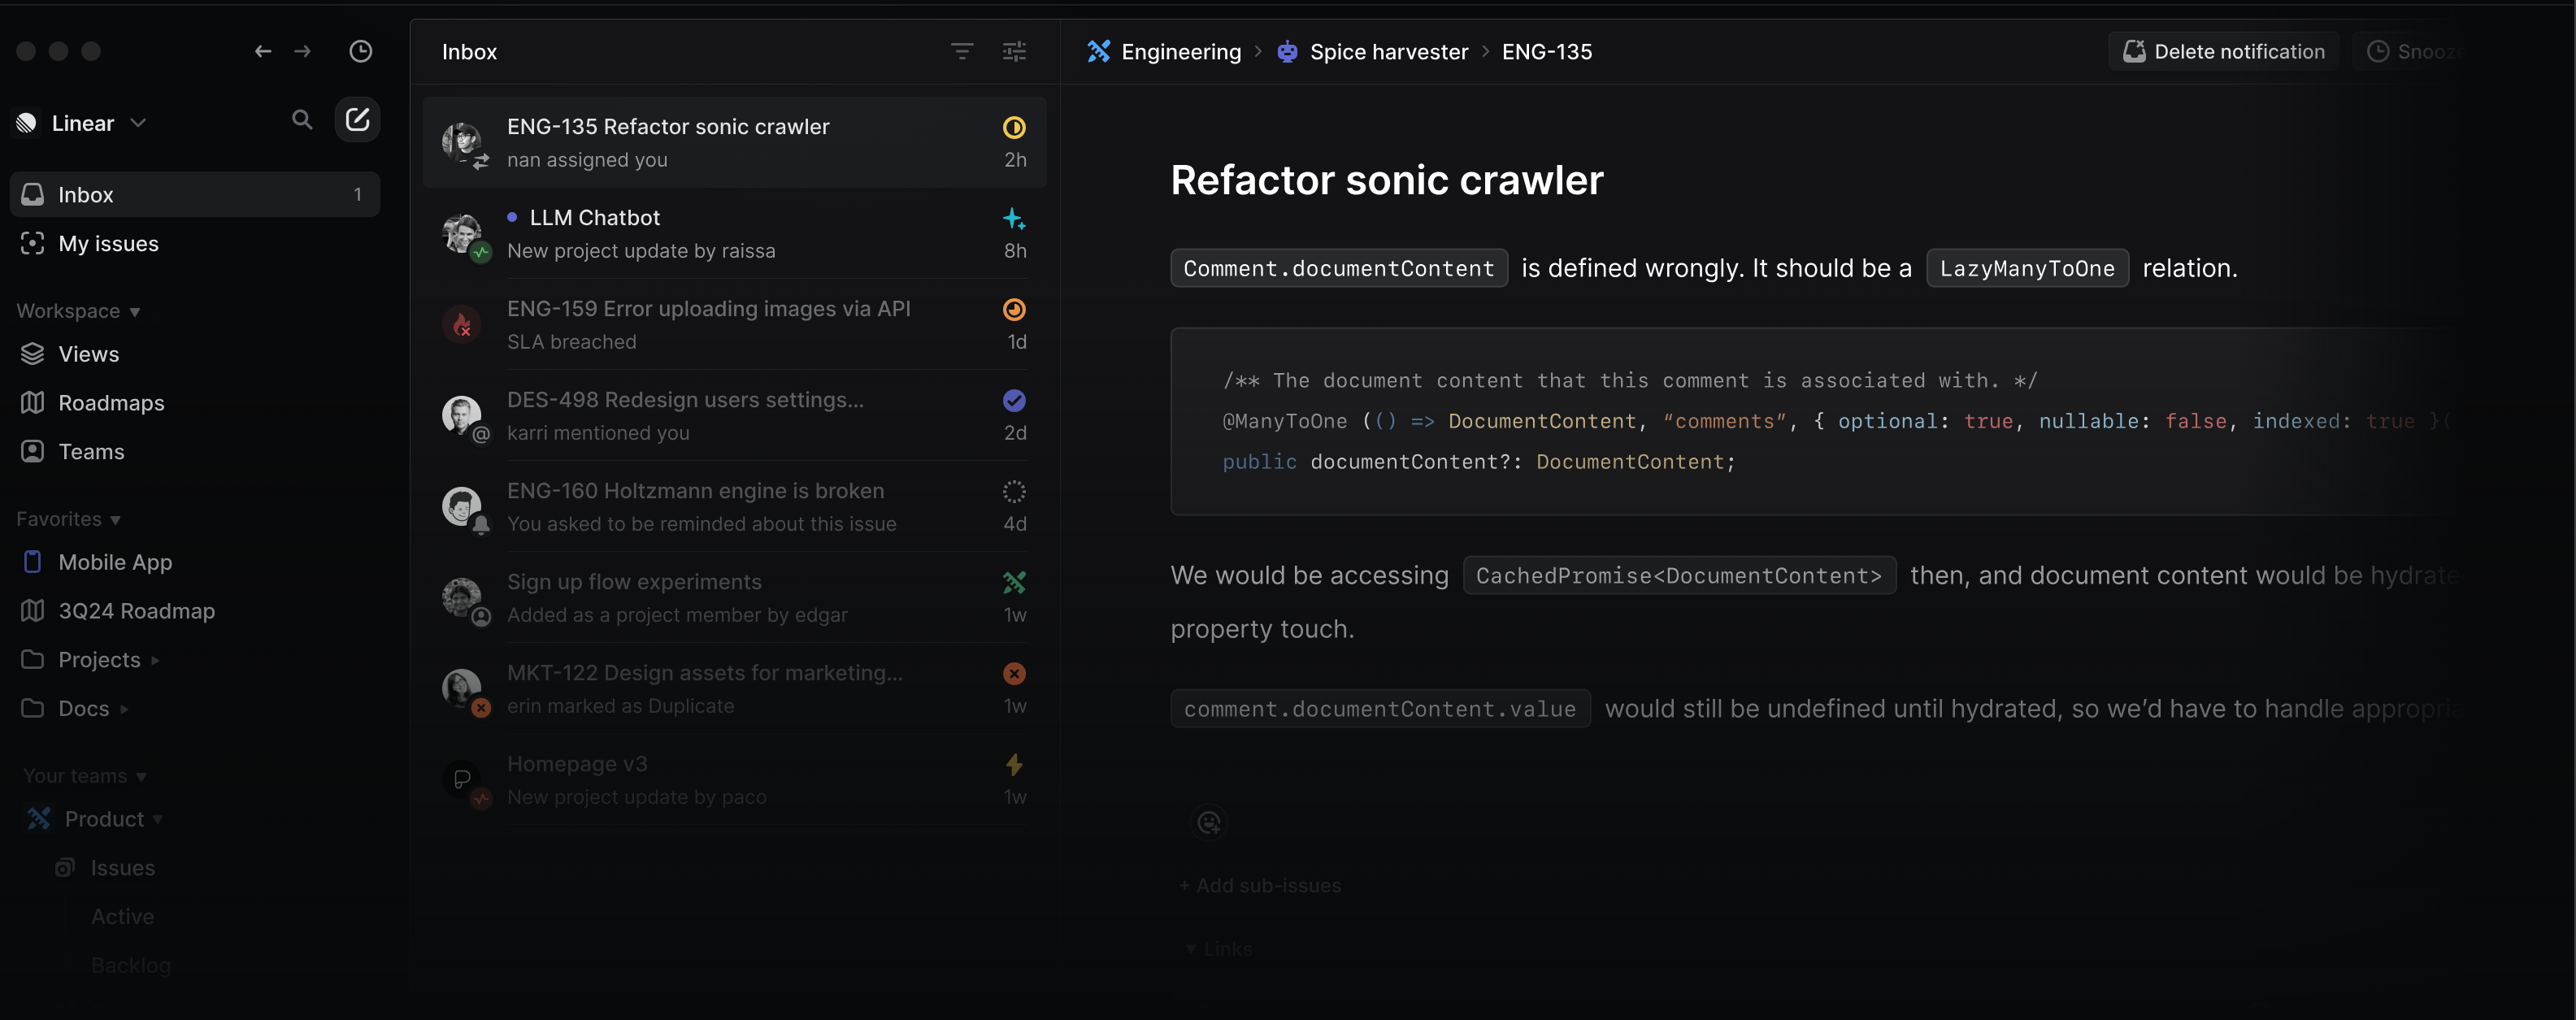 Linear
Inbox 1
My issues
Workspace
Views
Roadmaps
Teams
Favorites
Mobile App
3Q24 Roadmap
Projects
Docs
Your teams
Product
Issues
Active
Backlog
Inbox
ENG-135 Refactor sonic crawler
nan assigned you 2h
LLM Chatbot
New project update by raissa 8h
ENG-159 Error uploading images via API
SLA breached 1d
DES-498 Redesign users settings...
karri mentioned you 2d
ENG-160 Holtzmann engine is broken
You asked to be reminded about this issue 4d
Sign up flow experiments
Added as a project member by edgar 1w
MKT-122 Design assets for marketing...
erin marked as Duplicate 1w
Homepage v3
New project update by paco 1w
Engineering › Spice harvester › ENG-135
Delete notification
Refactor sonic crawler
Comment.documentContent is defined wrongly. It should be a LazyManyToOne relation.
/** The document content that this comment is associated with. */
@ManyToOne (() => DocumentContent, “comments”, { optional: true, nullable: false, indexed: true }(
public documentContent?: DocumentContent;
We would be accessing CachedPromise<DocumentContent> then, and document content would be
property touch.
comment.documentContent.value would still be undefined until hydrated, so we’d have to handle
+ Add sub-issues
Links